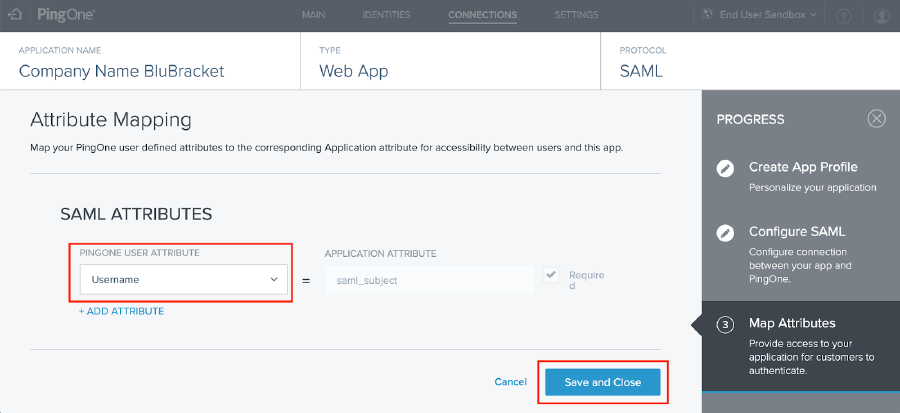 PingOne MAIN IDENTITIES CONNECTIONS SETTINGS End User Sandbox ?
APPLICATION NAME TYPE PROTOCOL
Company Name BluBracket Web App SAML
Attribute Mapping
Map your PingOne user defined attributes to the corresponding Application attribute for accessibility between users and this app.
SAML ATTRIBUTES
PINGONE USER ATTRIBUTE APPLICATION ATTRIBUTE
Username = saml_subject Require
d
+ ADD ATTRIBUTE
Cancel Save and Close
PROGRESS
Create App Profile
Personalize your application
Configure SAML
Configure connection
between your app and
PingOne.
3 Map Attributes
Provide access to your
application for customers to
authenticate.